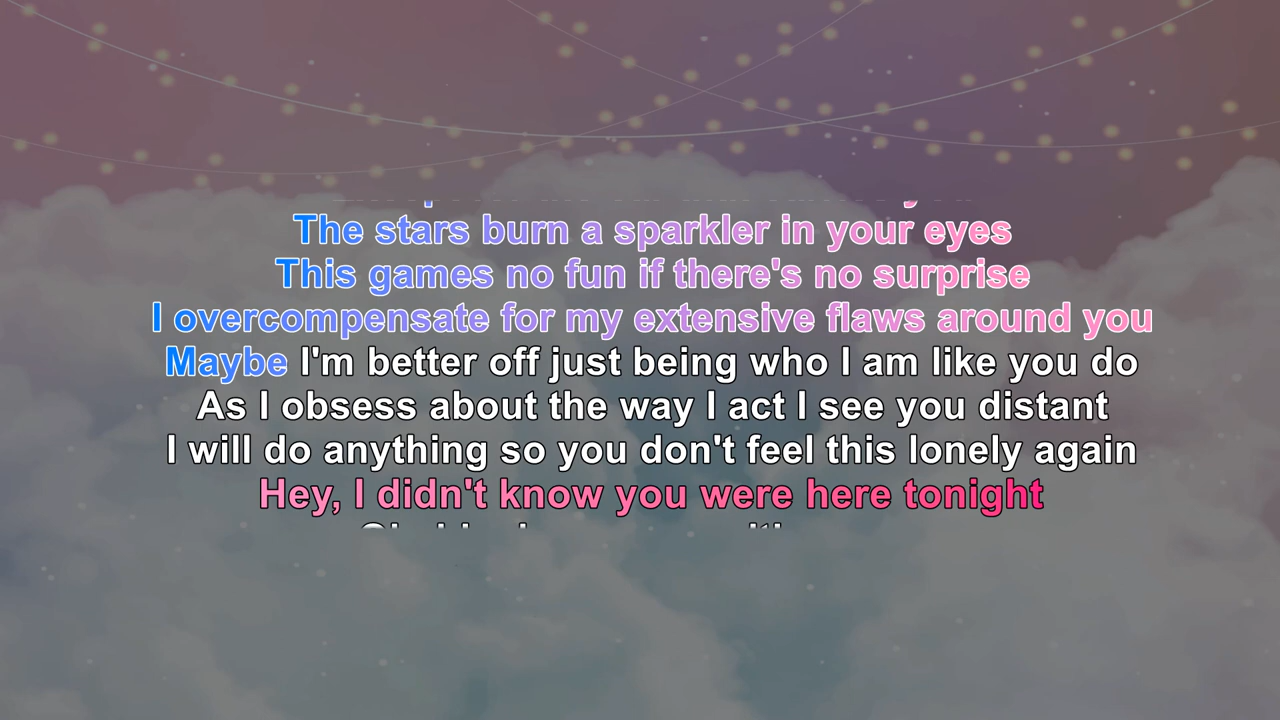 The stars burn a sparkler in your eyes
This games no fun if there's no surprise
I overcompensate for my extensive flaws around you
Maybe I'm better off just being who I am like you do
As I obsess about the way I act I see you distant
I will do anything so you don't feel this lonely again
Hey, I didn't know you were here tonight